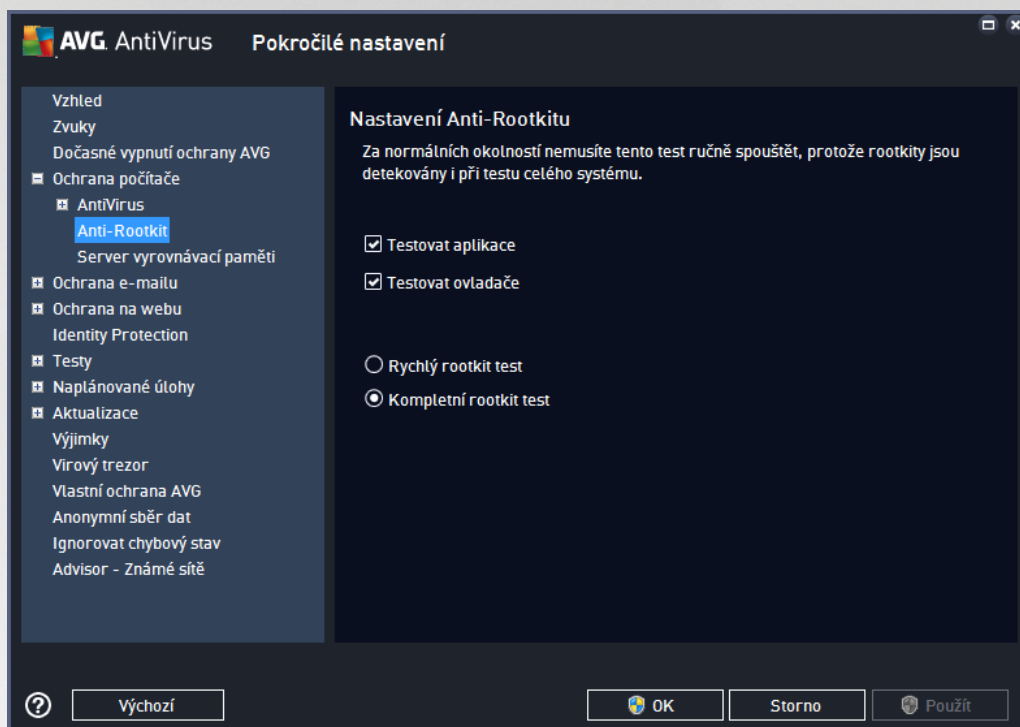 AVG AntiVirus Pokročilé nastavení
Vzhled
Zvuky
Dočasné vypnutí ochrany AVG
Ochrana počítače
AntiVirus
Anti-Rootkit
Server vyrovnávací paměti
Ochrana e-mailu
Ochrana na webu
Identity Protection
Testy
Naplánované úlohy
Aktualizace
Výjimky
Virový trezor
Vlastní ochrana AVG
Anonymní sběr dat
Ignorovat chybový stav
Advisor - Známé sítě
Nastavení Anti-Rootkitu
Za normálních okolností nemusíte tento test ručně spouštět, protože rootkity jsou
detekovány i při testu celého systému.
Testovat aplikace
Testovat ovladače
Rychlý rootkit test
Kompletní rootkit test
Výchozí
OK
Storno
Použít